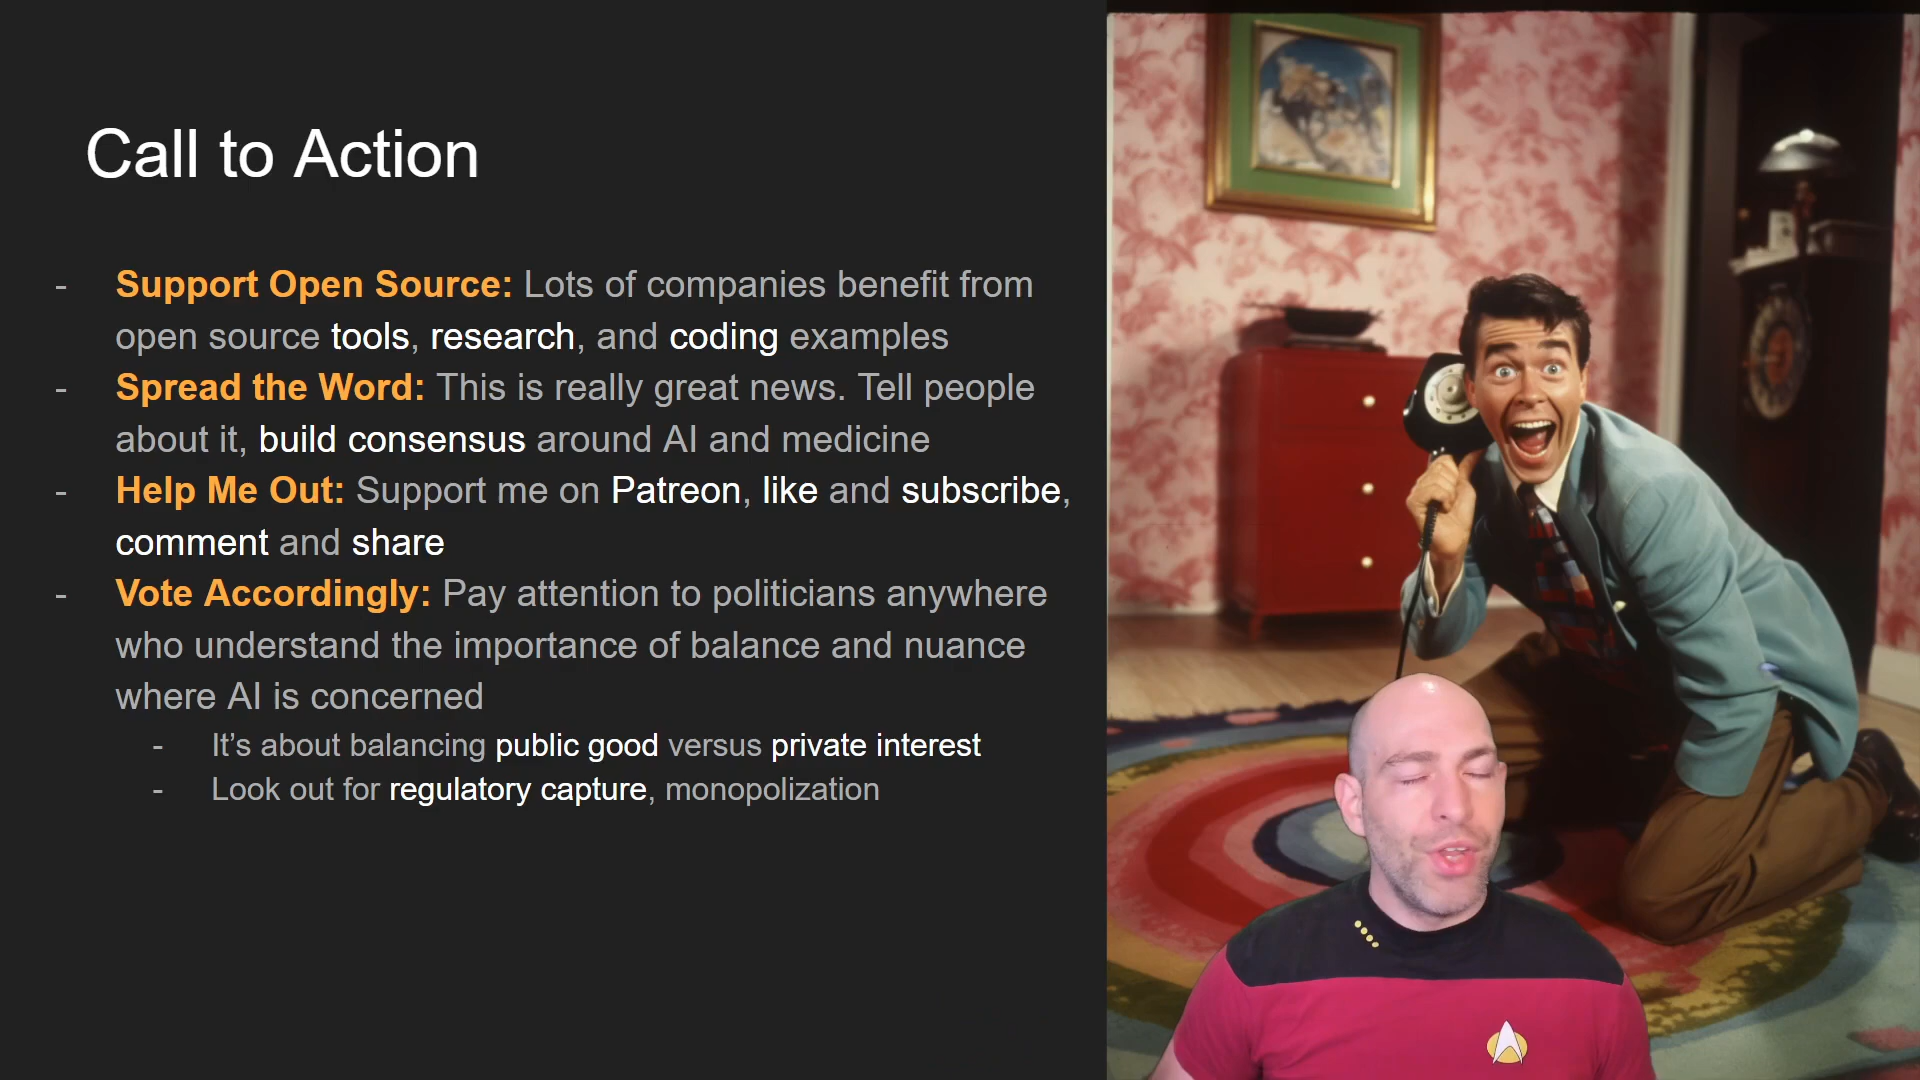 Call to Action
- Support Open Source: Lots of companies benefit from
open source tools, research, and coding examples
- Spread the Word: This is really great news. Tell people
about it, build consensus around AI and medicine
- Help Me Out: Support me on Patreon, like and subscribe,
comment and share
- Vote Accordingly: Pay attention to politicians anywhere
who understand the importance of balance and nuance
where AI is concerned
- It’s about balancing public good versus private interest
- Look out for regulatory capture, monopolization